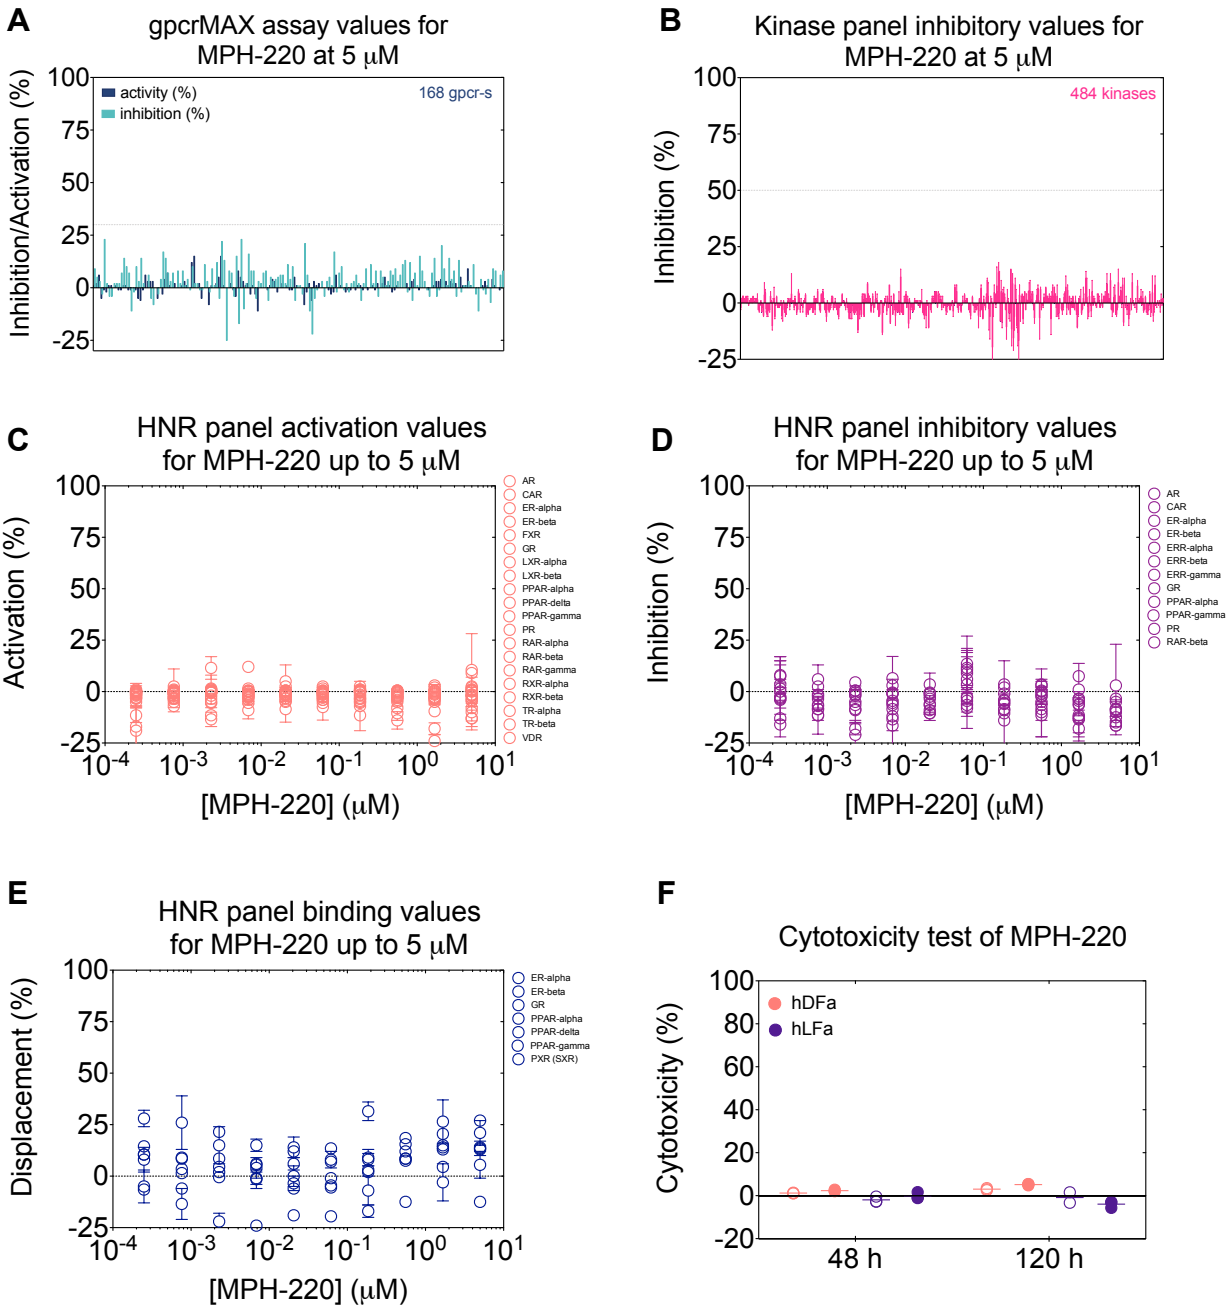 A
gpcrMAX assay values for
MPH-220 at 5 μM
Inhibition/Activation (%)
100
75
50
25
0
-25
activity (%)
inhibition (%)
168 gpcr-s
B
Kinase panel inhibitory values for
MPH-220 at 5 μM
Inhibition (%)
100
75
50
25
0
-25
484 kinases
C
HNR panel activation values
for MPH-220 up to 5 μM
Activation (%)
100
75
50
25
0
-25
10⁻⁴ 10⁻³ 10⁻² 10⁻¹ 10⁰ 10¹
[MPH-220] (μM)
AR
CAR
ER-alpha
ER-beta
FXR
GR
LXR-alpha
LXR-beta
PPAR-alpha
PPAR-delta
PPAR-gamma
PR
RAR-alpha
RAR-beta
RAR-gamma
RXR-alpha
RXR-beta
TR-alpha
TR-beta
VDR
D
HNR panel inhibitory values
for MPH-220 up to 5 μM
Inhibition (%)
100
75
50
25
0
-25
10⁻⁴ 10⁻³ 10⁻² 10⁻¹ 10⁰ 10¹
[MPH-220] (μM)
AR
CAR
ER-alpha
ER-beta
ERR-alpha
ERR-beta
ERR-gamma
GR
PPAR-alpha
PPAR-gamma
PR
RAR-beta
E
HNR panel binding values
for MPH-220 up to 5 μM
Displacement (%)
100
75
50
25
0
-25
10⁻⁴ 10⁻³ 10⁻² 10⁻¹ 10⁰ 10¹
[MPH-220] (μM)
ER-alpha
ER-beta
GR
PPAR-alpha
PPAR-delta
PPAR-gamma
PXR (SXR)
F
Cytotoxicity test of MPH-220
Cytotoxicity (%)
100
80
60
40
20
0
-20
hDFa
hLFa
48 h 120 h